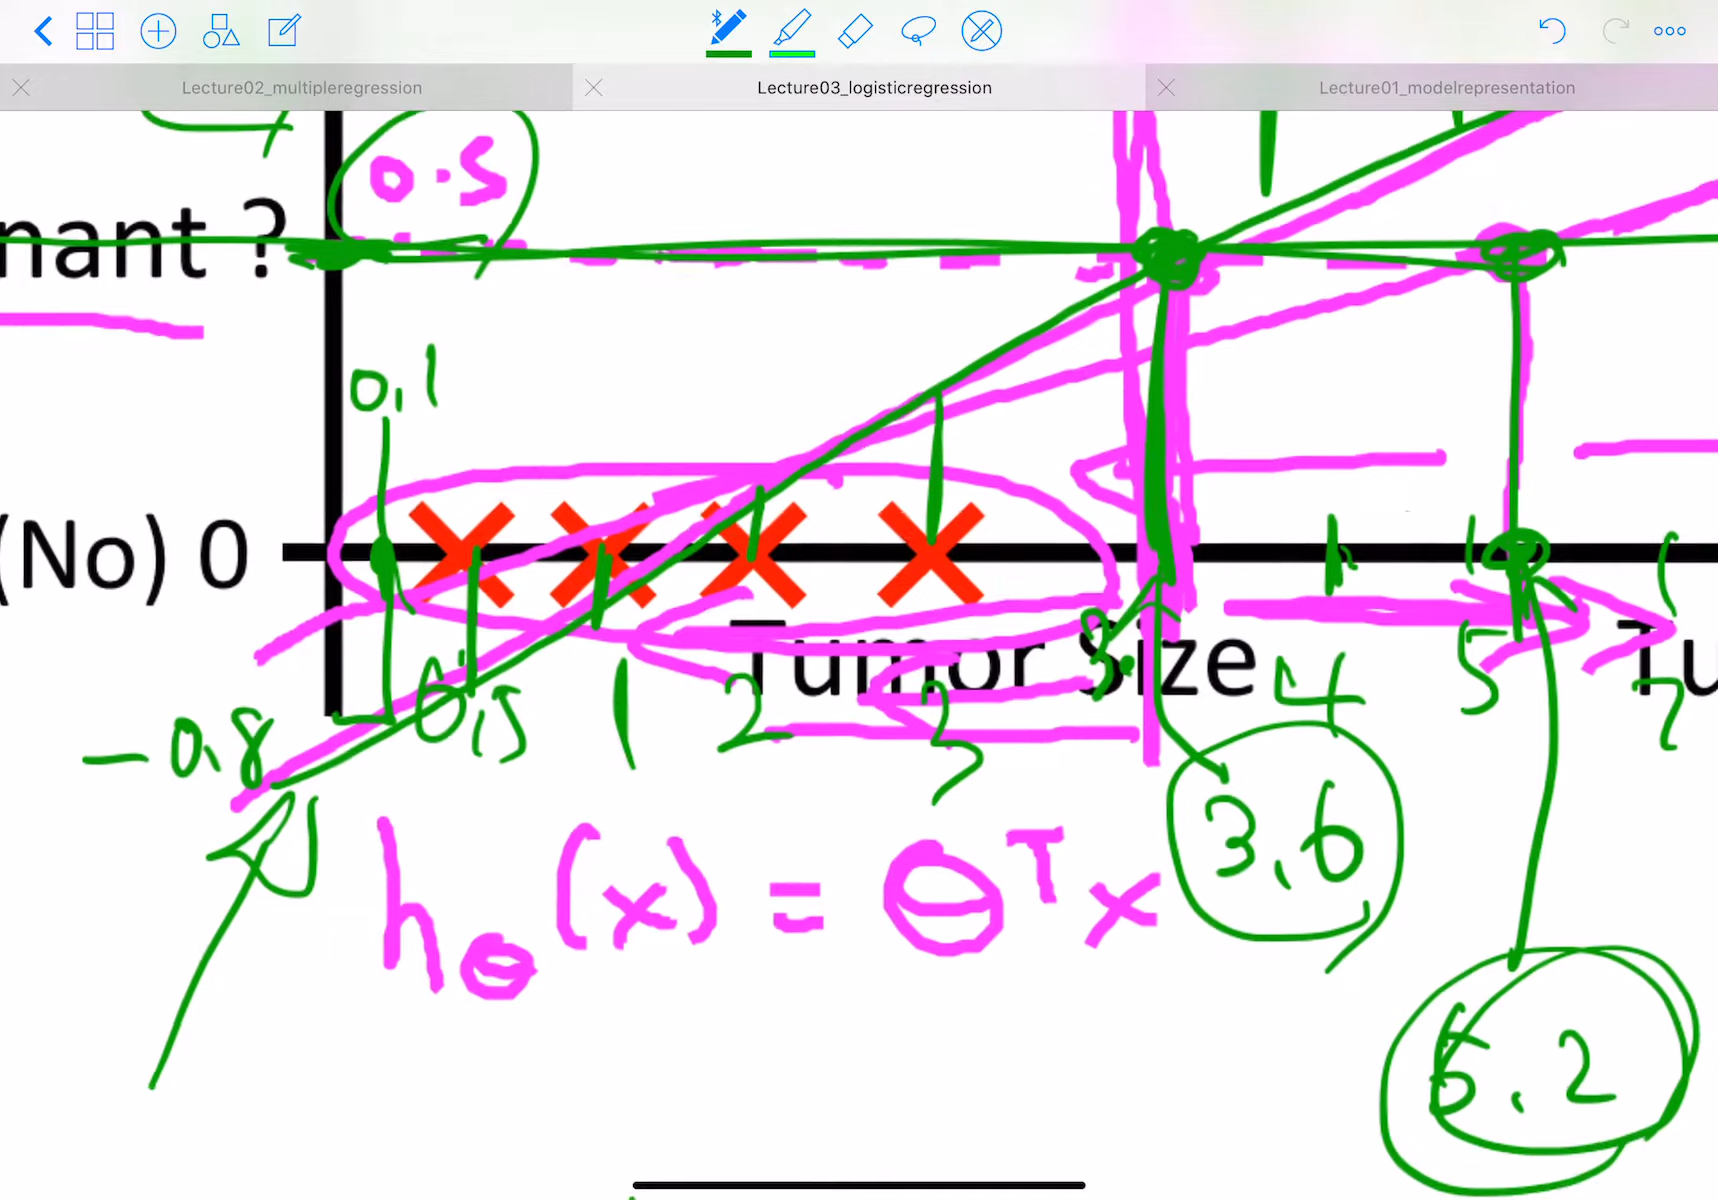 Lecture02_multipleregression
Lecture03_logisticregression
Lecture01_modelrepresentation
0.5
nant ?
0,1
(No) 0
Tumor Size
Tu
-0,8
0,5 1 2 3 4 5
3,6
hθ(x) = θᵀx
5,2